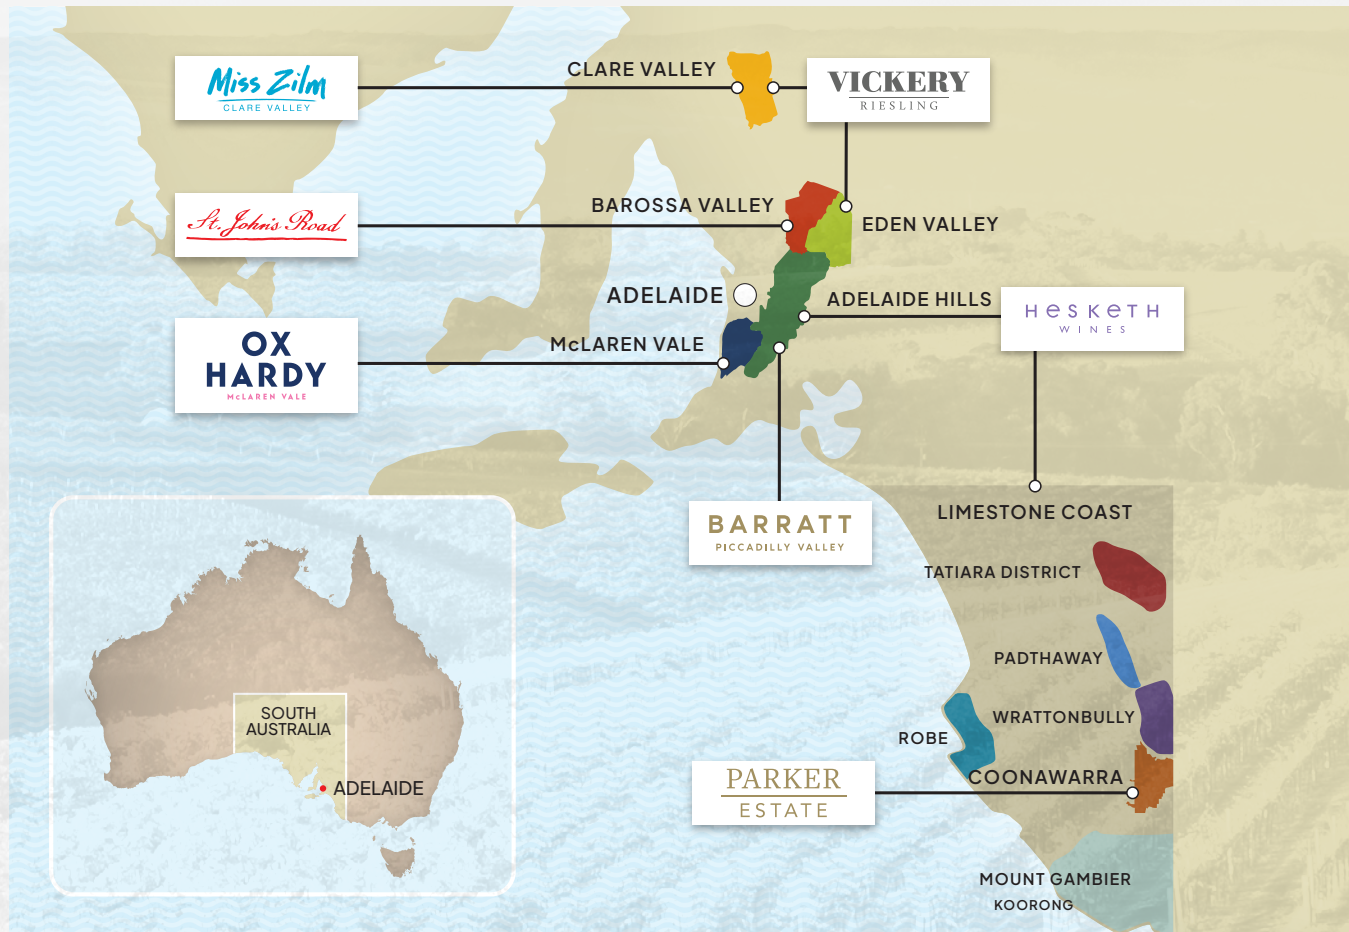 Miss Zilm
CLARE VALLEY
CLARE VALLEY
VICKERY
RIESLING
St. John's Road
BAROSSA VALLEY
EDEN VALLEY
ADELAIDE
ADELAIDE HILLS
HESKETH
WINES
OX
HARDY
McLAREN VALE
McLAREN VALE
BARRATT
PICCADILLY VALLEY
LIMESTONE COAST
TATIARA DISTRICT
PADTHAWAY
WRATTONBULLY
ROBE
COONAWARRA
PARKER
ESTATE
MOUNT GAMBIER
KOORONG
SOUTH
AUSTRALIA
ADELAIDE